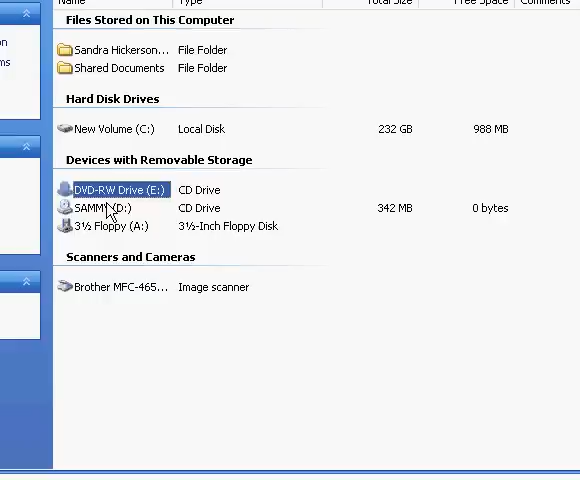 Name Type Total Size Free Space Comments
Files Stored on This Computer
on
Sandra Hickerson... File Folder
ms
Shared Documents File Folder
Hard Disk Drives
New Volume (C:) Local Disk 232 GB 988 MB
Devices with Removable Storage
DVD-RW Drive (E:) CD Drive
SAMMY (D:) CD Drive 342 MB 0 bytes
3½ Floppy (A:) 3½-Inch Floppy Disk
Scanners and Cameras
Brother MFC-465... Image scanner